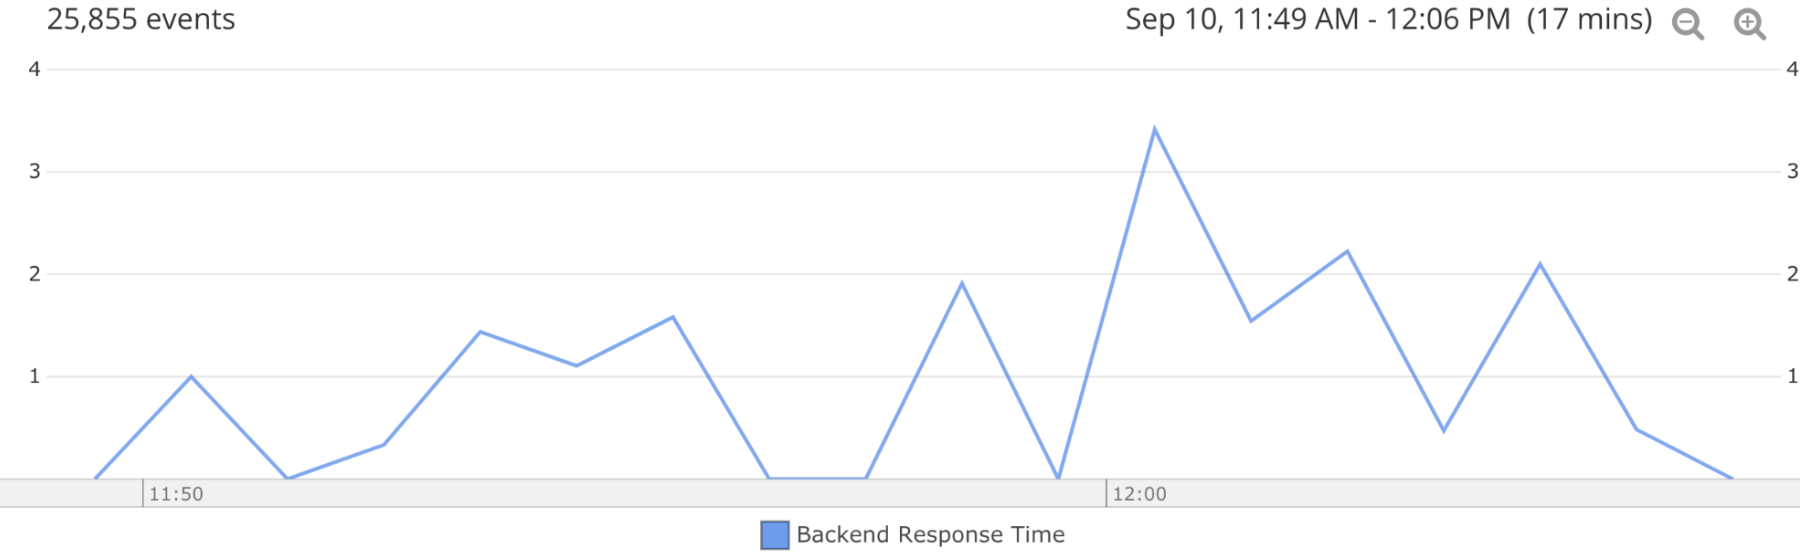 25,855 events
Sep 10, 11:49 AM - 12:06 PM (17 mins)
4 4
3 3
2 2
1 1
11:50 12:00
Backend Response Time